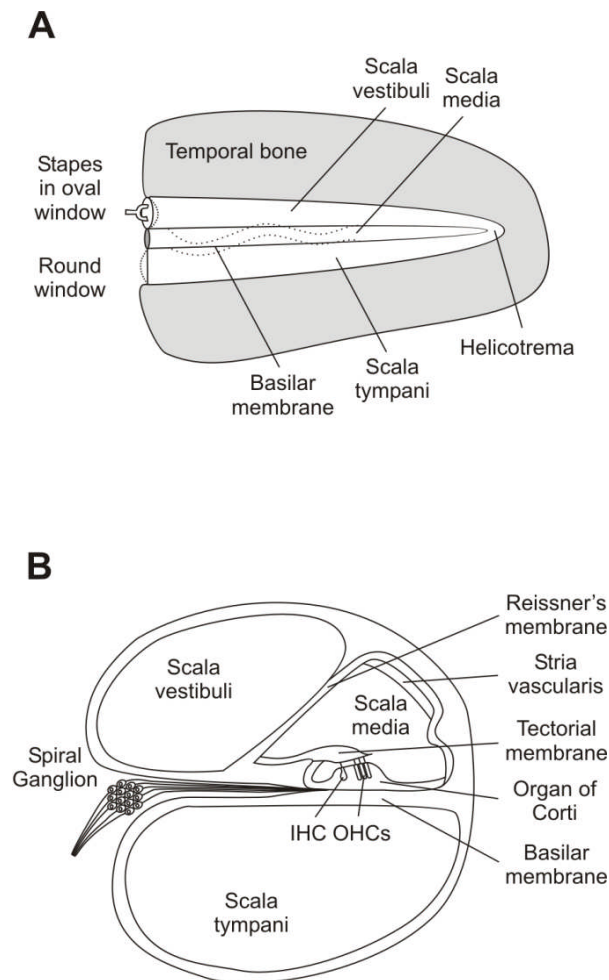 A
Scala
vestibuli
Scala
media
Temporal bone
Stapes
in oval
window
Round
window
Helicotrema
Scala
tympani
Basilar
membrane
B
Reissner's
membrane
Scala
vestibuli
Stria
vascularis
Scala
media
Tectorial
membrane
Spiral
Ganglion
Organ of
Corti
IHC OHCs
Basilar
membrane
Scala
tympani